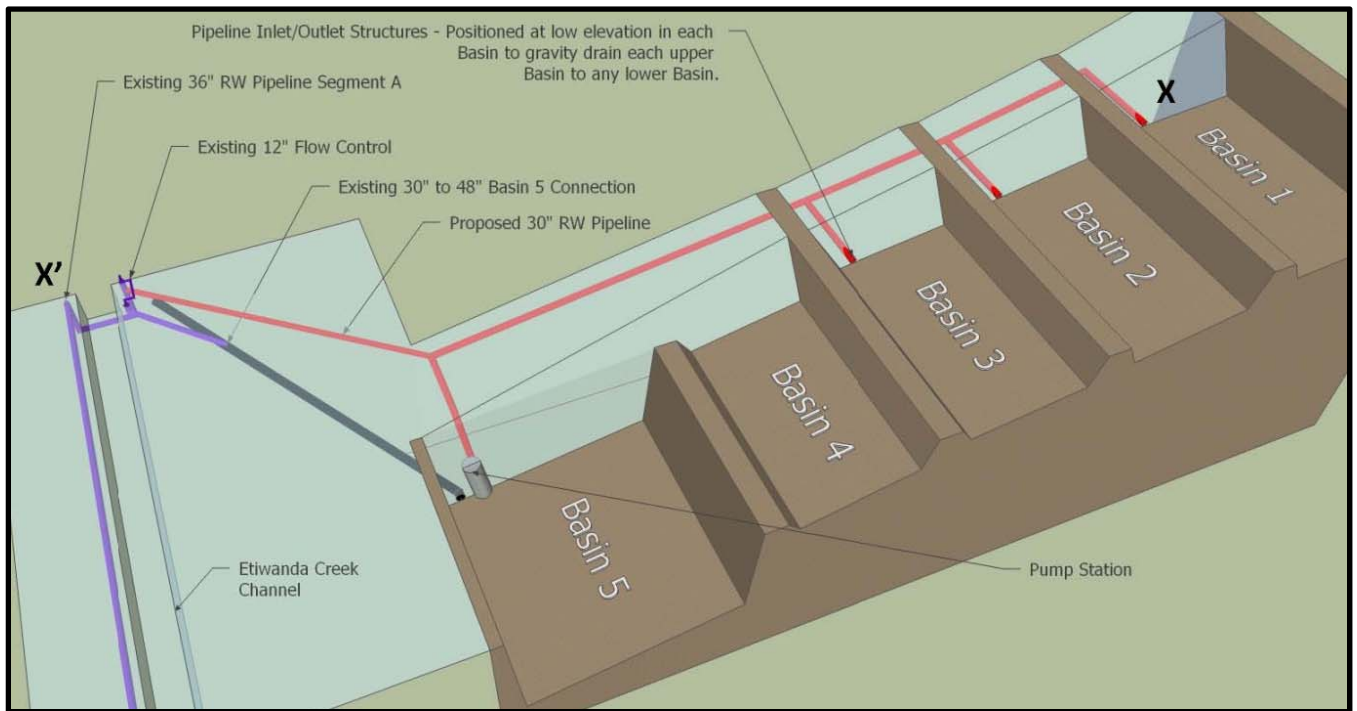 Pipeline Inlet/Outlet Structures - Positioned at low elevation in each
Basin to gravity drain each upper
Basin to any lower Basin.
Existing 36" RW Pipeline Segment A
X
Existing 12" Flow Control
Basin 1
Existing 30" to 48" Basin 5 Connection
Proposed 30" RW Pipeline
Basin 2
X'
Basin 3
Basin 4
Basin 5
Etiwanda Creek
Channel
Pump Station